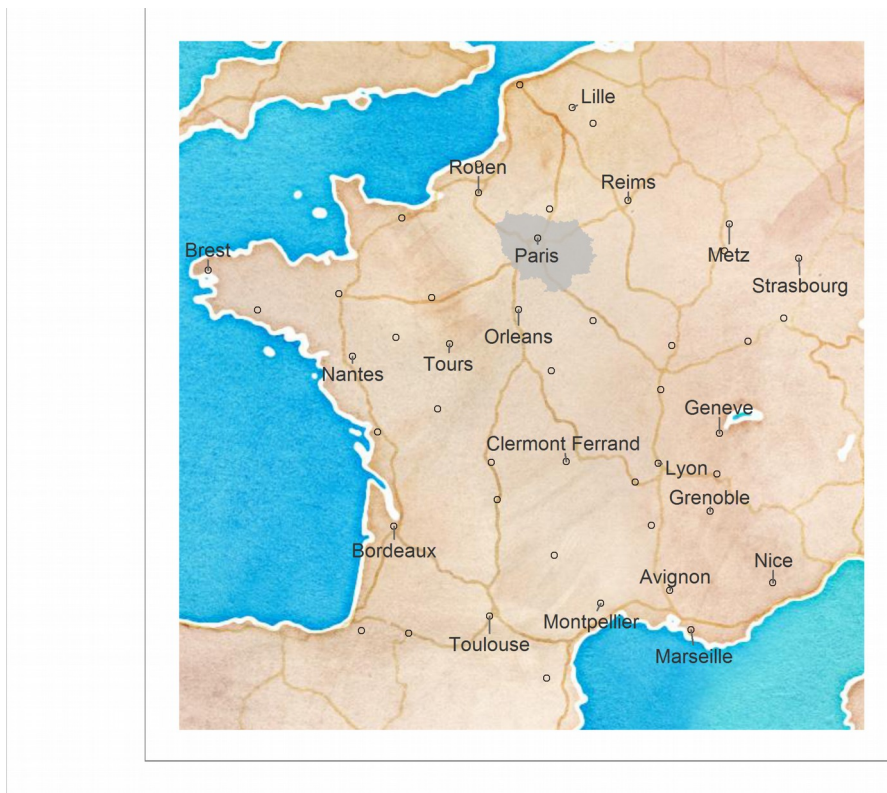 Lille
Rouen
Reims
Brest
Paris
Metz
Strasbourg
Orleans
Tours
Nantes
Geneve
Clermont Ferrand
Lyon
Grenoble
Bordeaux
Nice
Avignon
Montpellier
Toulouse
Marseille